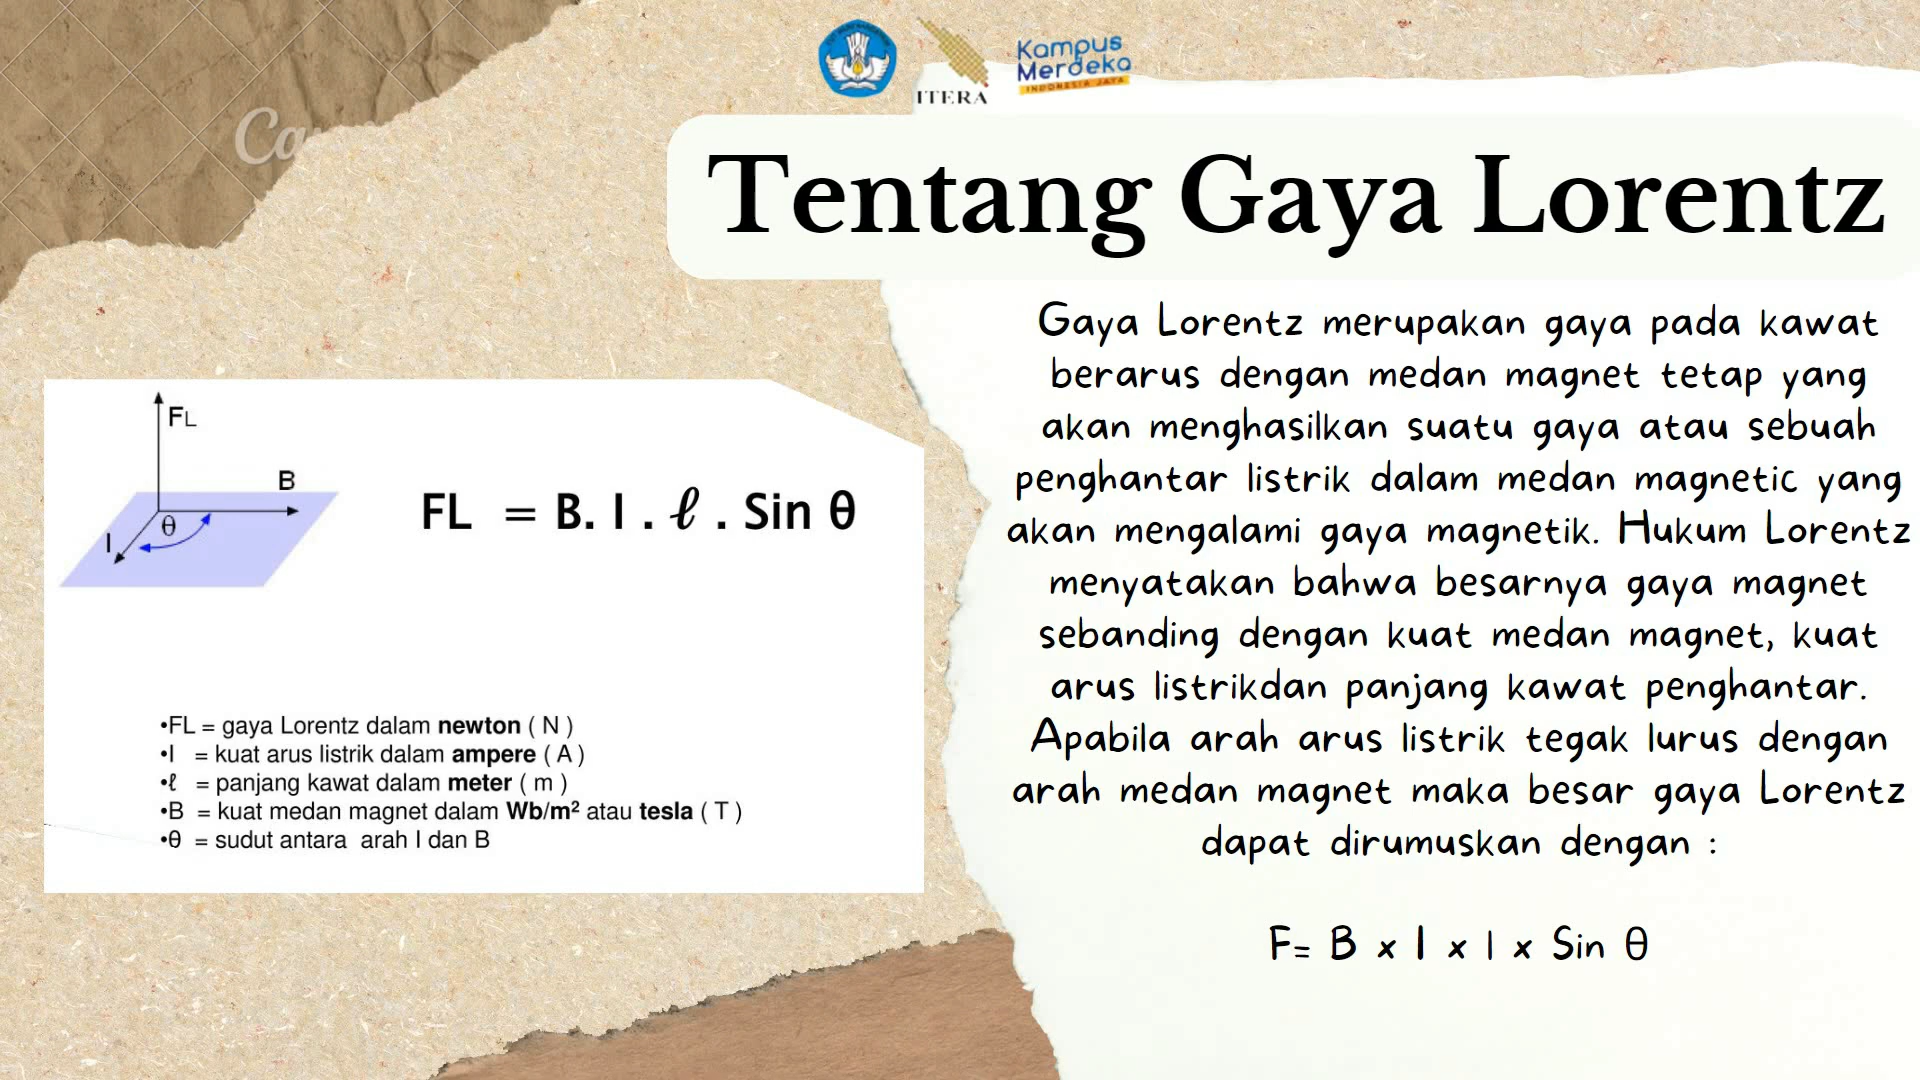 ITERA
Kampus
Merdeka
INDONESIA JAYA
Tentang Gaya Lorentz
FL
B
θ
I
FL = B. I . ℓ . Sin θ
•FL = gaya Lorentz dalam newton ( N )
•I = kuat arus listrik dalam ampere ( A )
•ℓ = panjang kawat dalam meter ( m )
•B = kuat medan magnet dalam Wb/m² atau tesla ( T )
•θ = sudut antara arah I dan B
Gaya Lorentz merupakan gaya pada kawat
berarus dengan medan magnet tetap yang
akan menghasilkan suatu gaya atau sebuah
penghantar listrik dalam medan magnetic yang
akan mengalami gaya magnetik. Hukum Lorentz
menyatakan bahwa besarnya gaya magnet
sebanding dengan kuat medan magnet, kuat
arus listrikdan panjang kawat penghantar.
Apabila arah arus listrik tegak lurus dengan
arah medan magnet maka besar gaya Lorentz
dapat dirumuskan dengan :
F= B x I x l x Sin θ